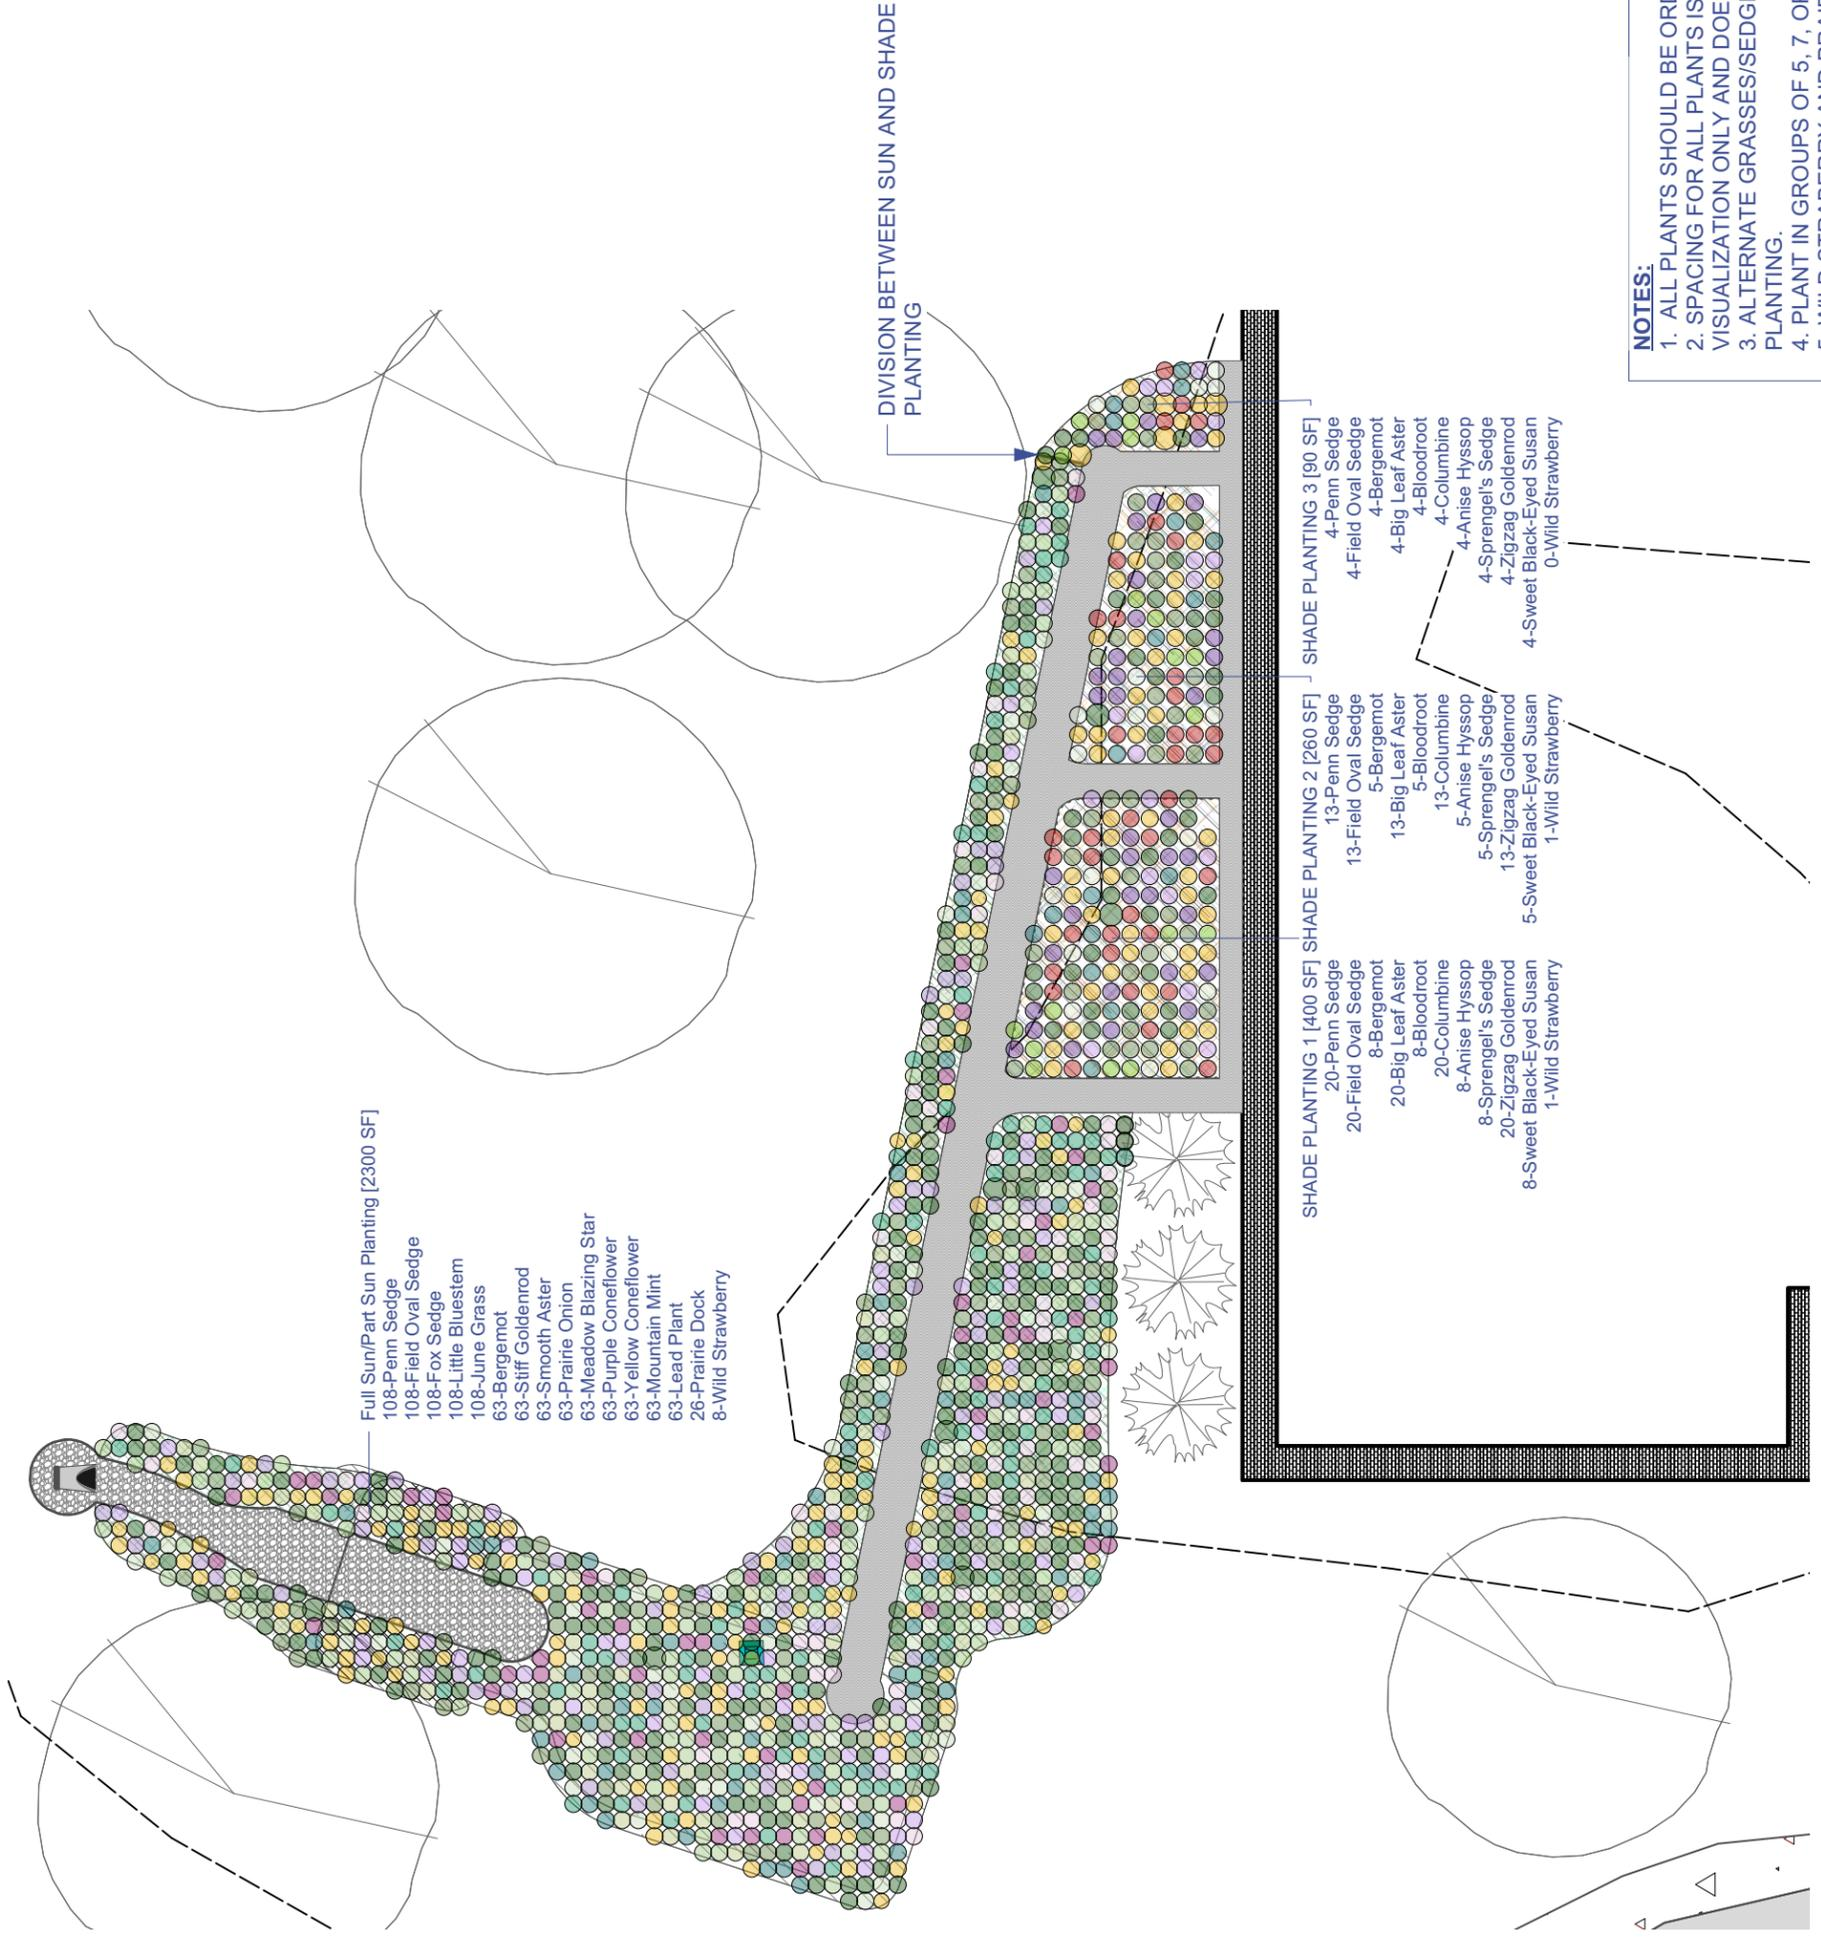 Full Sun/Part Sun Planting [2300 SF]
108-Penn Sedge
108-Field Oval Sedge
108-Fox Sedge
108-Little Bluestem
108-June Grass
63-Bergemot
63-Stiff Goldenrod
63-Smooth Aster
63-Prairie Onion
63-Meadow Blazing Star
63-Purple Coneflower
63-Yellow Coneflower
63-Mountain Mint
63-Lead Plant
26-Prairie Dock
8-Wild Strawberry
DIVISION BETWEEN SUN AND SHADE
PLANTING
SHADE PLANTING 1 [400 SF]
20-Penn Sedge
20-Field Oval Sedge
8-Bergemot
20-Big Leaf Aster
8-Bloodroot
20-Columbine
8-Anise Hyssop
8-Sprengel's Sedge
20-Zigzag Goldenrod
8-Sweet Black-Eyed Susan
1-Wild Strawberry
SHADE PLANTING 2 [260 SF]
13-Penn Sedge
13-Field Oval Sedge
5-Bergemot
13-Big Leaf Aster
5-Bloodroot
13-Columbine
5-Anise Hyssop
5-Sprengel's Sedge
13-Zigzag Goldenrod
5-Sweet Black-Eyed Susan
1-Wild Strawberry
SHADE PLANTING 3 [90 SF]
4-Penn Sedge
4-Field Oval Sedge
4-Bergemot
4-Big Leaf Aster
4-Bloodroot
4-Columbine
4-Anise Hyssop
4-Sprengel's Sedge
4-Zigzag Goldenrod
4-Sweet Black-Eyed Susan
0-Wild Strawberry
NOTES:
1. ALL PLANTS SHOULD BE
2. SPACING FOR ALL PLANTS IS
VISUALIZATION ONLY AND
3. ALTERNATE
PLANTING.
4. PLANT IN GROUPS OF 5, 7,